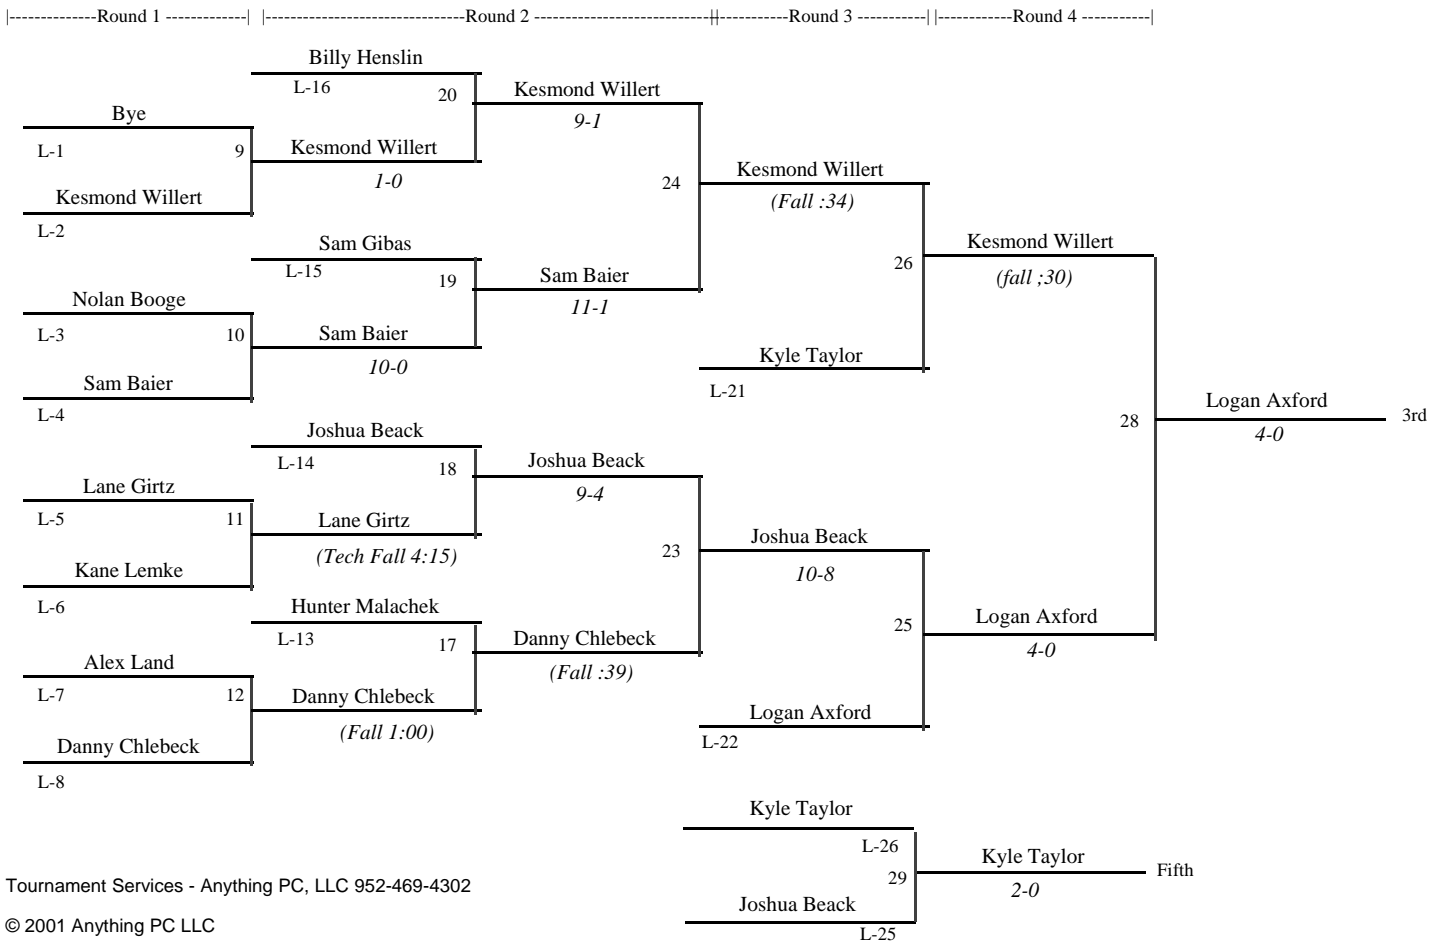 |--------------Round 1 -------------| |--------------------------------Round 2 ----------------------------||-----------Round 3 -----------| |------------Round 4 -----------|
Billy Henslin
L-16
20
Kesmond Willert
9-1
Bye
L-1
9
Kesmond Willert
1-0
24
Kesmond Willert
(Fall :34)
Kesmond Willert
L-2
Sam Gibas
L-15
19
Sam Baier
11-1
26
Kesmond Willert
(fall ;30)
Nolan Booge
L-3
10
Sam Baier
10-0
Kyle Taylor
L-21
Sam Baier
L-4
28
Logan Axford
4-0
3rd
Joshua Beack
L-14
18
Joshua Beack
9-4
Lane Girtz
L-5
11
Lane Girtz
(Tech Fall 4:15)
23
Joshua Beack
10-8
Kane Lemke
L-6
Hunter Malachek
L-13
17
Danny Chlebeck
(Fall :39)
25
Logan Axford
4-0
Alex Land
L-7
12
Danny Chlebeck
(Fall 1:00)
Logan Axford
L-22
Danny Chlebeck
L-8
Kyle Taylor
L-26
29
Kyle Taylor
2-0
Fifth
Joshua Beack
L-25
Tournament Services - Anything PC, LLC 952-469-4302
© 2001 Anything PC LLC